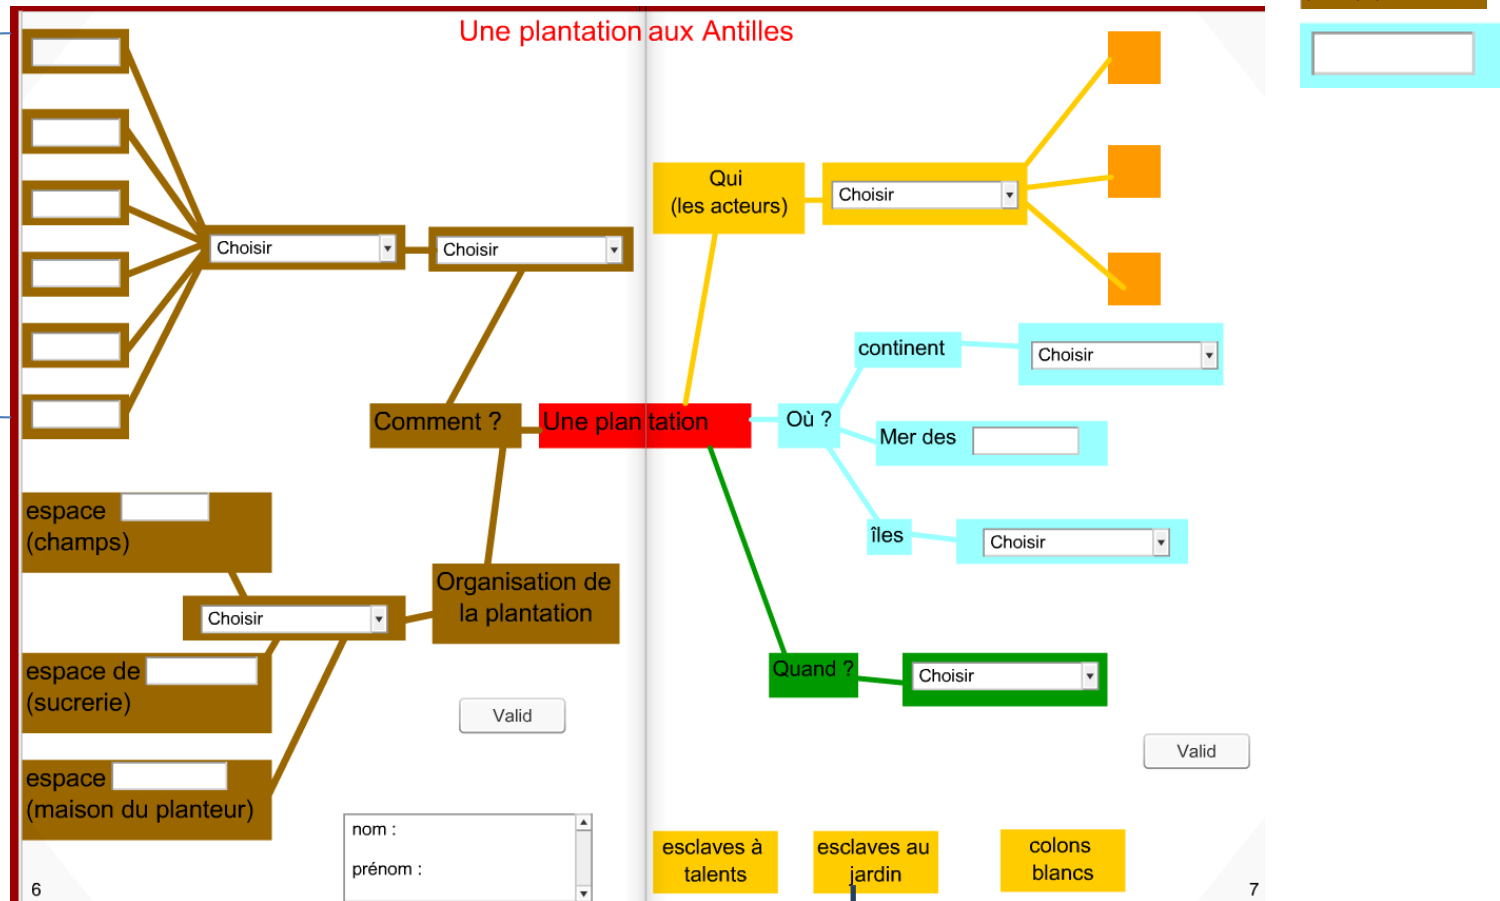 Une plantation aux Antilles
Qui
(les acteurs)
Choisir
Choisir
Choisir
continent
Choisir
Comment ?
Une plantation
Où ?
Mer des
espace
(champs)
îles
Choisir
Organisation de
la plantation
Choisir
espace de
(sucrerie)
Quand ?
Choisir
Valid
Valid
espace
(maison du planteur)
nom :
prénom :
esclaves à
talents
esclaves au
jardin
colons
blancs
6
7